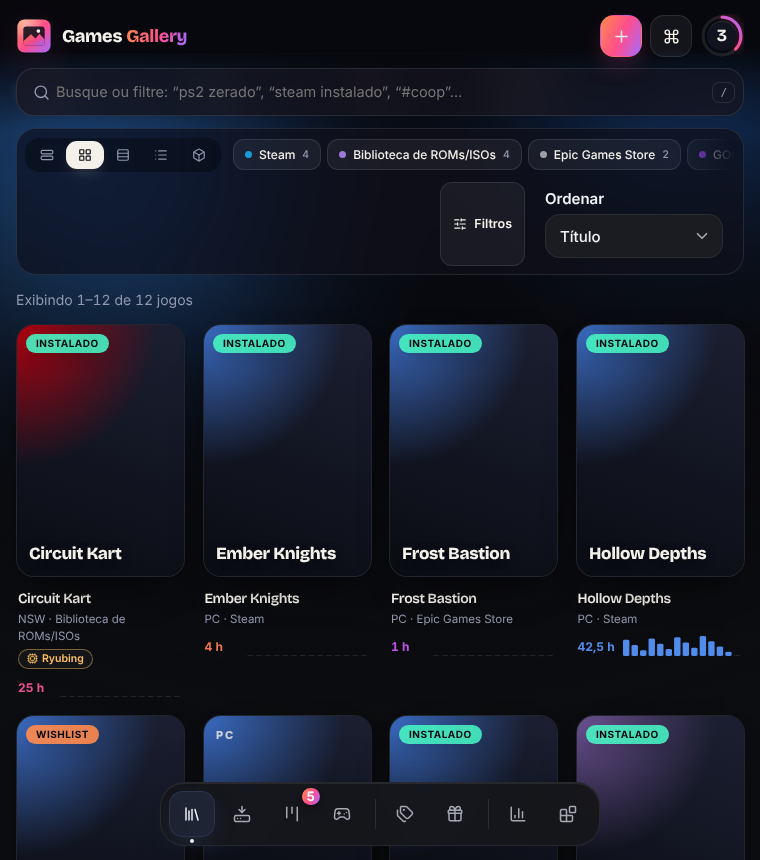 Games Gallery
3
Busque ou filtre: “ps2 zerado”, “steam instalado”, “#coop”...
/
Steam 4
Biblioteca de ROMs/ISOs 4
Epic Games Store 2
Filtros
Ordenar
Título
Exibindo 1–12 de 12 jogos
INSTALADO
INSTALADO
INSTALADO
INSTALADO
Circuit Kart
Ember Knights
Frost Bastion
Hollow Depths
Circuit Kart
NSW · Biblioteca de
ROMs/ISOs
Ryubing
25 h
Ember Knights
PC · Steam
4 h
Frost Bastion
PC · Epic Games Store
1 h
Hollow Depths
PC · Steam
42,5 h
WISHLIST
PC
INSTALADO
INSTALADO
5